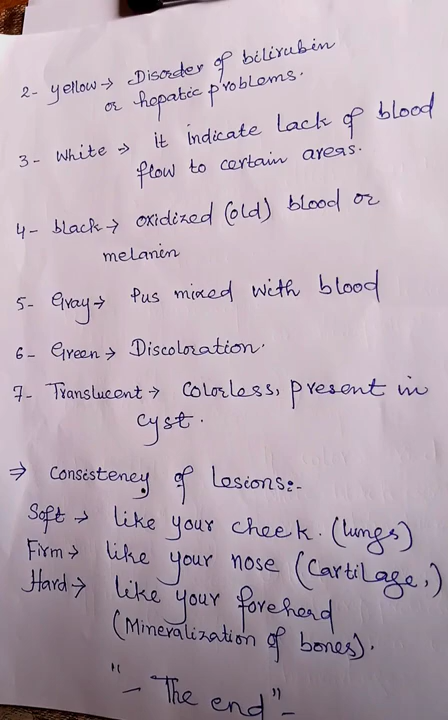 2- yellow → Disorder of bilirubin
or hepatic problems.
3- White → it indicate Lack of blood
flow to certain areas.
4- black → oxidized (old) blood or
melanin
5- Gray → Pus mixed with blood
6- Green → Discoloration.
7- Translucent → Colorless, present in
cyst.
⇒ Consistency of Lesions:-
Soft → like your cheek. (lungs)
Firm → like your nose (Cartilage,)
Hard → like your foreherd
(Mineralization of bones).
"- The end"-